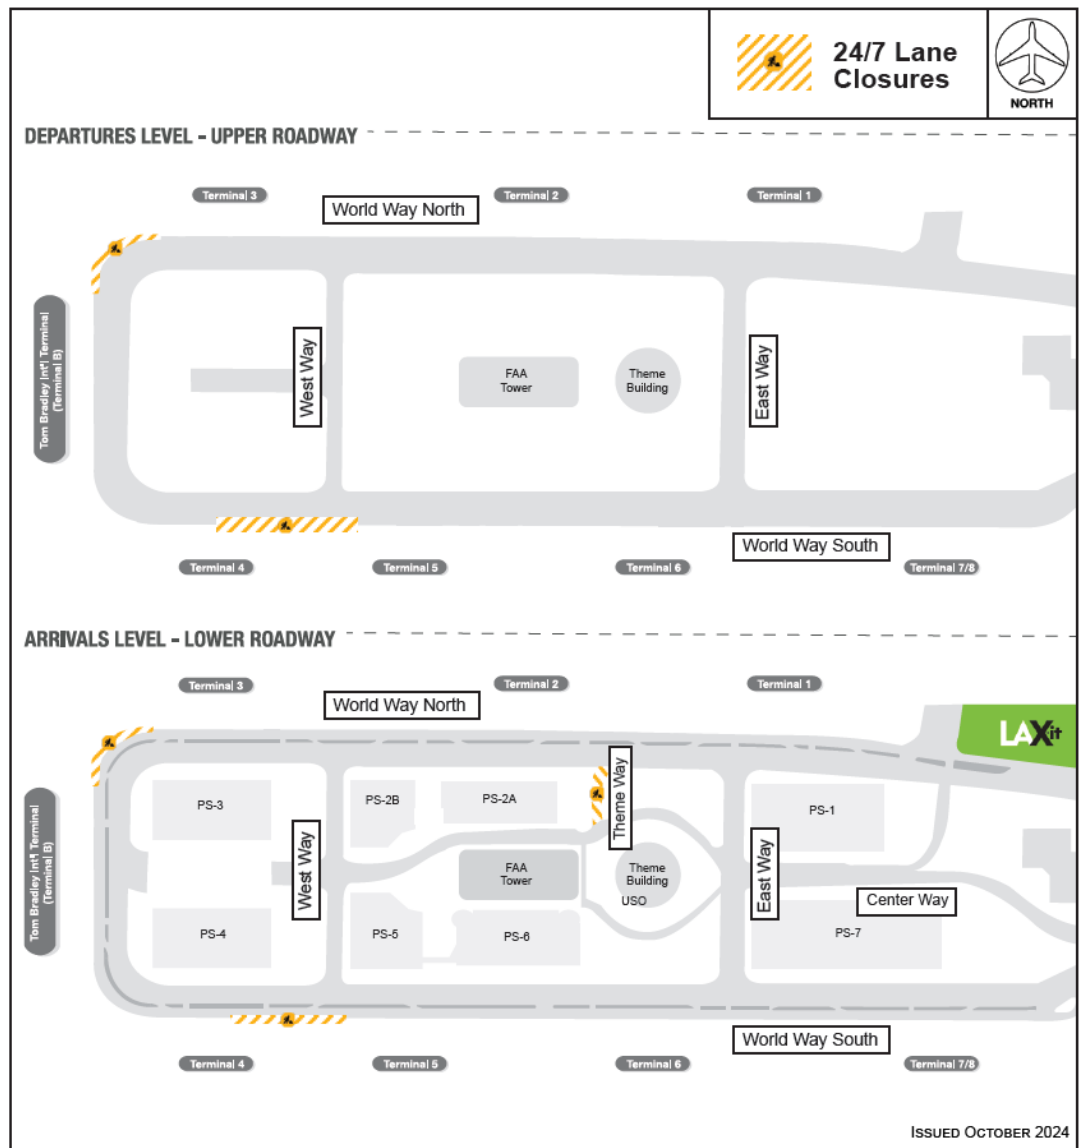 24/7 Lane
Closures
NORTH
DEPARTURES LEVEL - UPPER ROADWAY
Terminal 3
Terminal 2
Terminal 1
World Way North
Tom Bradley Int'l Terminal
(Terminal B)
West Way
FAA
Tower
Theme
Building
East Way
World Way South
Terminal 4
Terminal 5
Terminal 6
Terminal 7/8
ARRIVALS LEVEL - LOWER ROADWAY
Terminal 3
Terminal 2
Terminal 1
World Way North
LAXit
Theme Way
PS-3
PS-2B
PS-2A
PS-1
Tom Bradley Int'l Terminal
(Terminal B)
West Way
FAA
Tower
Theme
Building
USO
East Way
Center Way
PS-4
PS-5
PS-6
PS-7
World Way South
Terminal 4
Terminal 5
Terminal 6
Terminal 7/8
ISSUED OCTOBER 2024